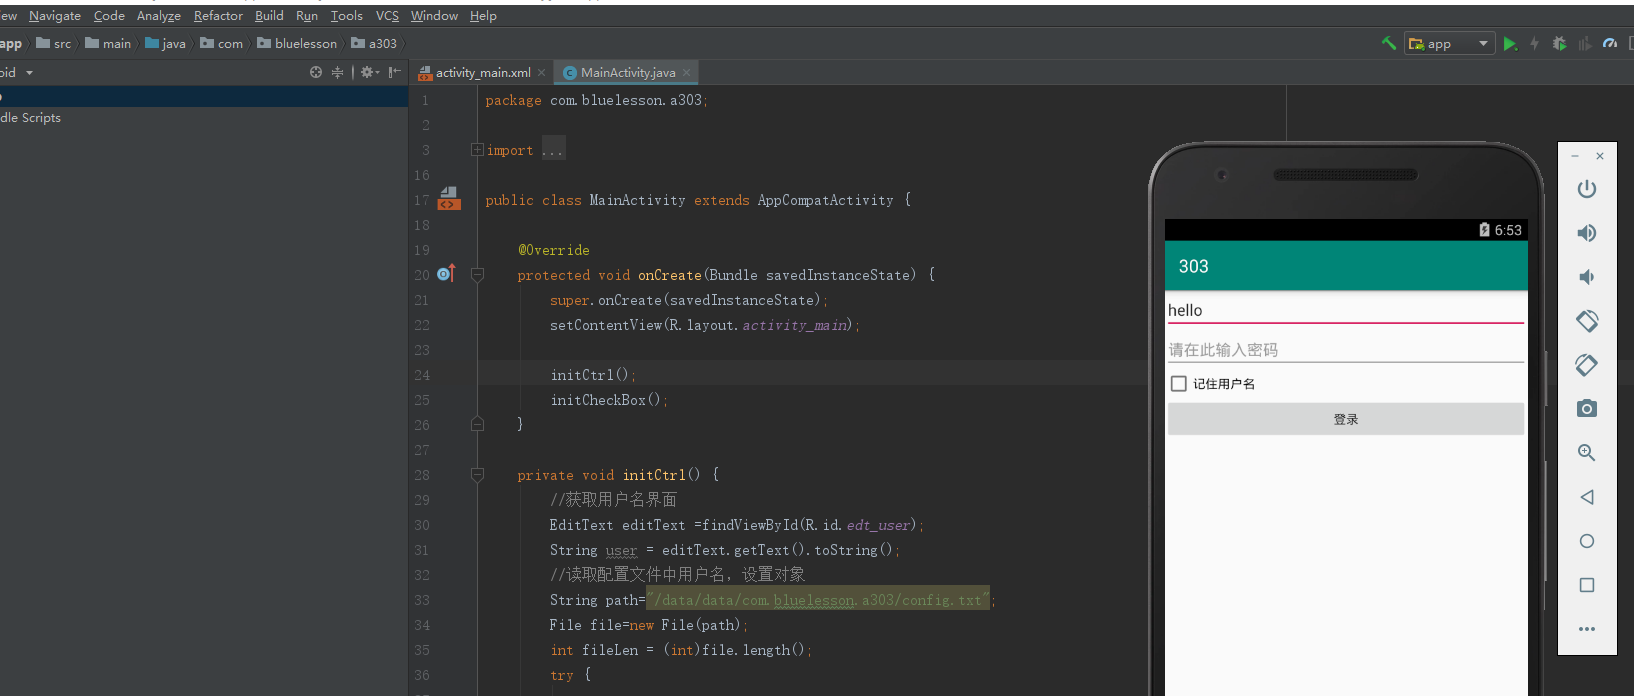 ew Navigate Code Analyze Refactor Build Run Tools VCS Window Help
app src main java com bluelesson a303 app
oid activity_main.xml MainActivity.java
dle Scripts
1 package com.bluelesson.a303;
2
3 import ...
16
17 public class MainActivity extends AppCompatActivity {
18
19 @Override
20 protected void onCreate(Bundle savedInstanceState) {
21 super.onCreate(savedInstanceState);
22 setContentView(R.layout.activity_main);
23
24 initCtrl();
25 initCheckBox();
26 }
27
28 private void initCtrl() {
29 //获取用户名界面
30 EditText editText =findViewById(R.id.edt_user);
31 String user = editText.getText().toString();
32 //读取配置文件中用户名，设置对象
33 String path="/data/data/com.bluelesson.a303/config.txt";
34 File file=new File(path);
35 int fileLen = (int)file.length();
36 try {
6:53
303
hello
请在此输入密码
记住用户名
登录